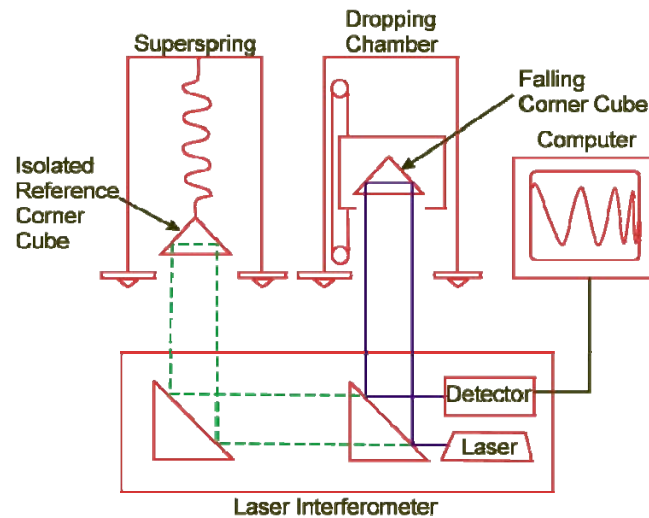 Superspring
Dropping
Chamber
Falling
Corner Cube
Computer
Isolated
Reference
Corner
Cube
Detector
Laser
Laser Interferometer